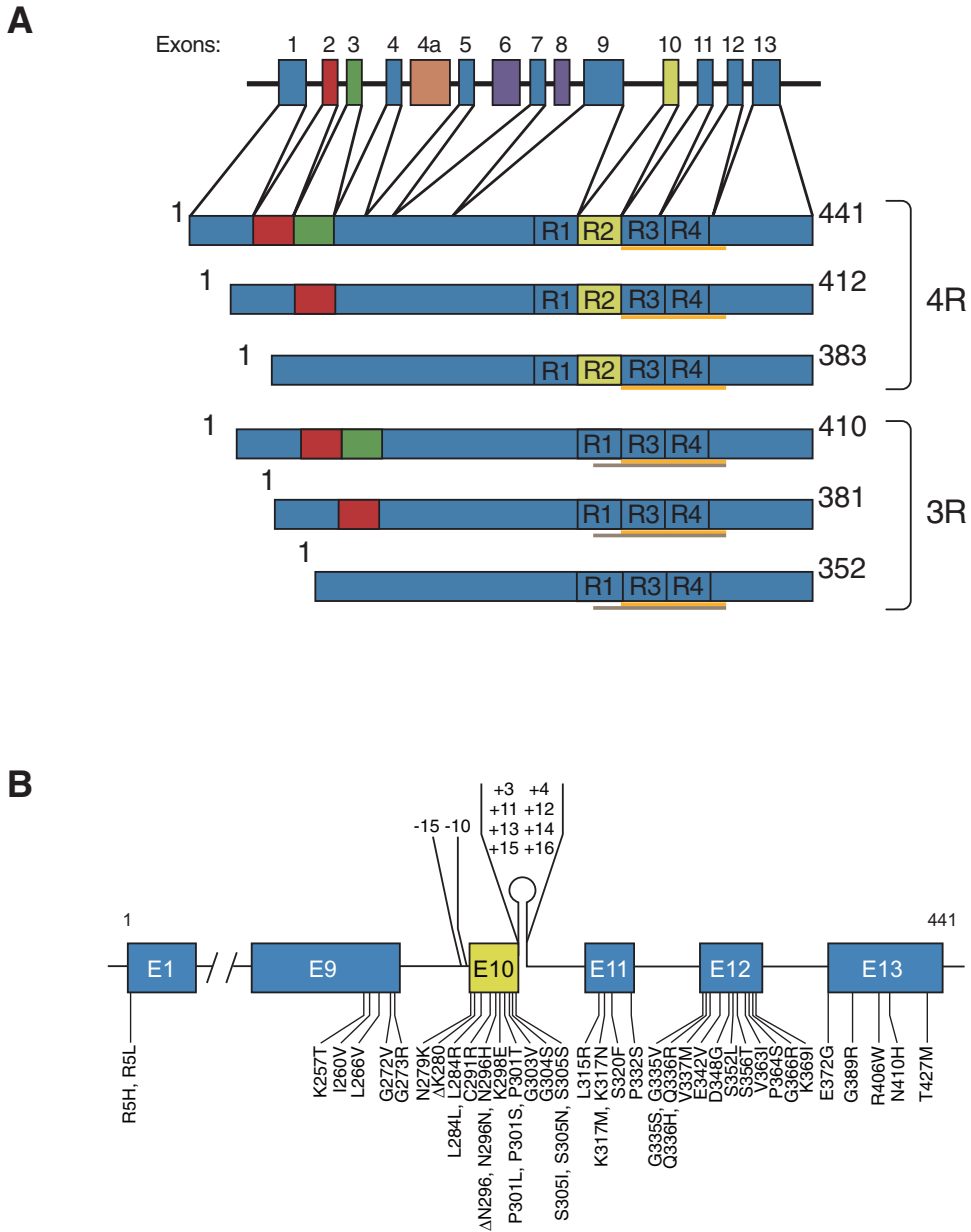 A
Exons: 1 2 3 4 4a 5 6 7 8 9 10 11 12 13
1 R1 R2 R3 R4 441
1 R1 R2 R3 R4 412
1 R1 R2 R3 R4 383
4R
1 R1 R3 R4 410
1 R1 R3 R4 381
1 R1 R3 R4 352
3R
B
+3 +4
+11 +12
+13 +14
+15 +16
-15 -10
1 441
E1 E9 E10 E11 E12 E13
R5H, R5L
K257T
I260V
L266V
G272V
G273R
N279K
ΔK280
L284L, L284R
C291R
ΔN296, N296N, N296H
K298E
P301L, P301S, P301T
G303V
G304S
S305I, S305N, S305S
L315R
K317M, K317N
S320F
P332S
G335S, G335V
Q336H, Q336R
V337M
E342V
D348G
S352L
S356T
V363I
P364S
G366R
K369I
E372G
G389R
R406W
N410H
T427M